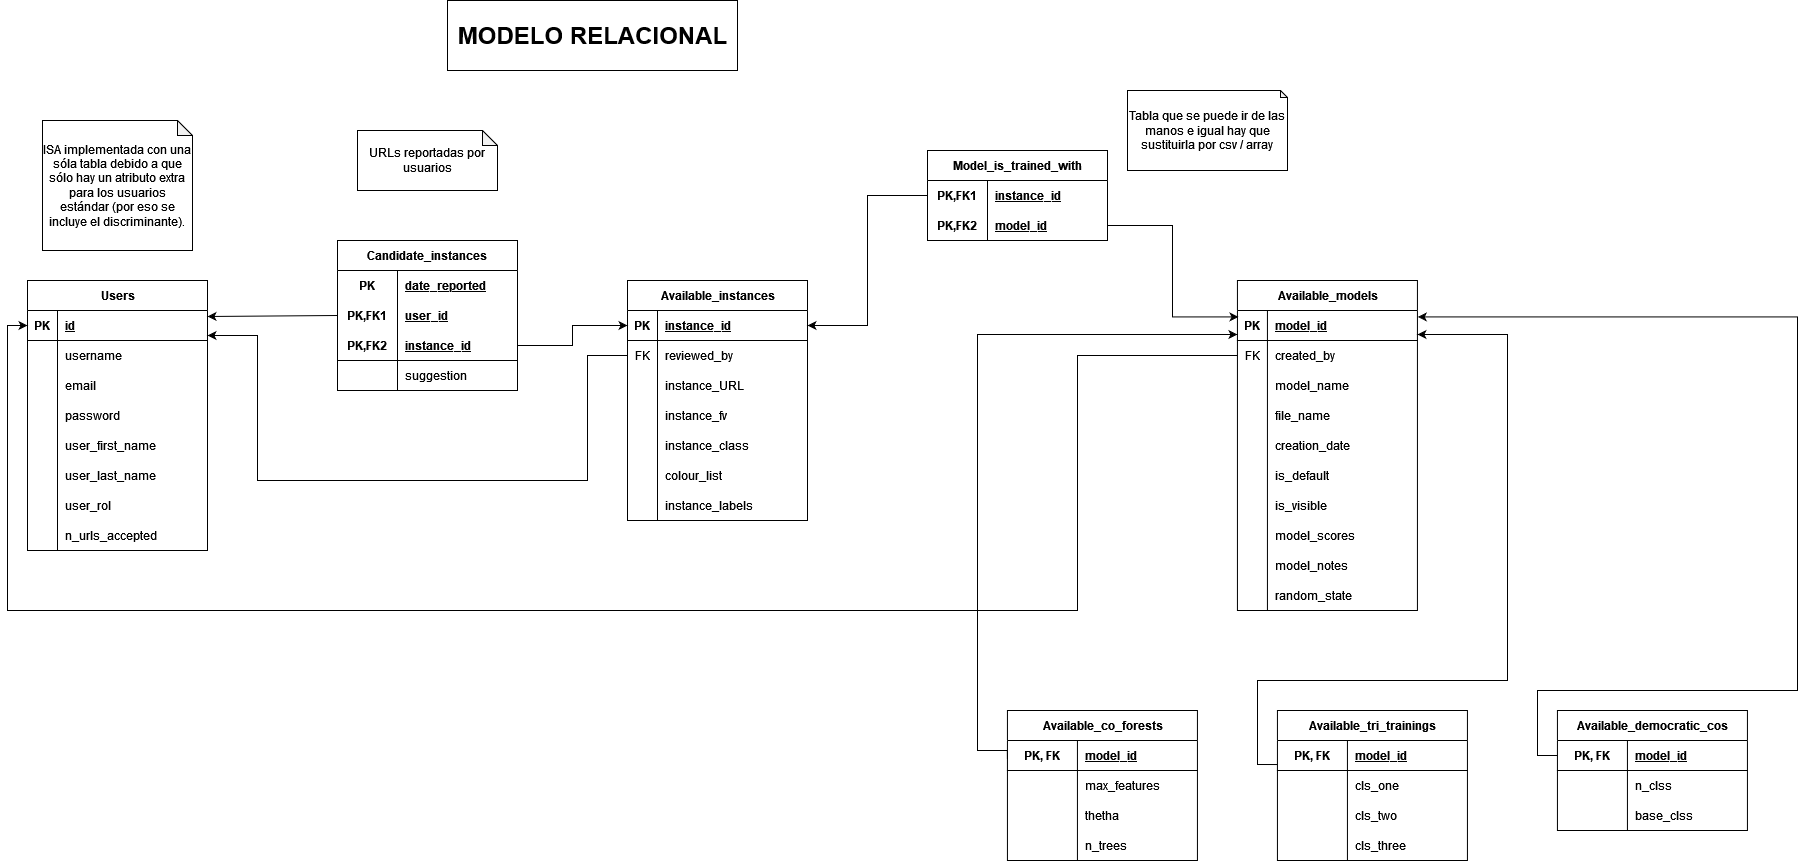 MODELO RELACIONAL
ISA implementada con una
sóla tabla debido a que
sólo hay un atributo extra
para los usuarios
estándar (por eso se
incluye el discriminante).
URLs reportadas por
usuarios
Tabla que se puede ir de las
manos e igual hay que
sustituirla por csv / array
Model_is_trained_with
PK,FK1 instance_id
PK,FK2 model_id
Candidate_instances
PK date_reported
PK,FK1 user_id
PK,FK2 instance_id
suggestion
Users
PK id
username
email
password
user_first_name
user_last_name
user_rol
n_urls_accepted
Available_instances
PK instance_id
FK reviewed_by
instance_URL
instance_fv
instance_class
colour_list
instance_labels
Available_models
PK model_id
FK created_by
model_name
file_name
creation_date
is_default
is_visible
model_scores
model_notes
random_state
Available_co_forests
PK, FK model_id
max_features
thetha
n_trees
Available_tri_trainings
PK, FK model_id
cls_one
cls_two
cls_three
Available_democratic_cos
PK, FK model_id
n_clss
base_clss